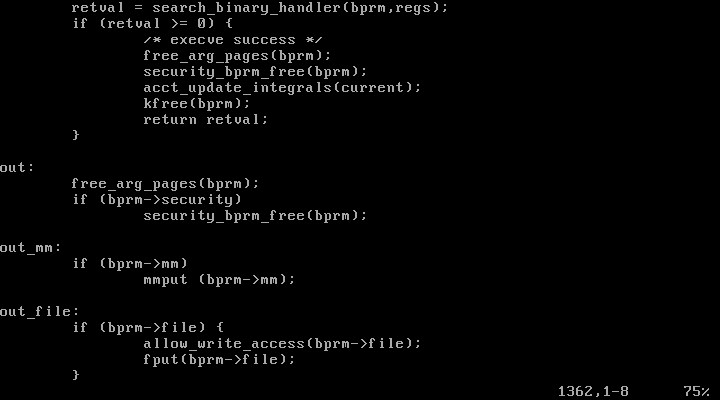 retval = search_binary_handler(bprm,regs);
        if (retval >= 0) {
                /* execve success */
                free_arg_pages(bprm);
                security_bprm_free(bprm);
                acct_update_integrals(current);
                kfree(bprm);
                return retval;
        }

out:
        free_arg_pages(bprm);
        if (bprm->security)
                security_bprm_free(bprm);

out_mm:
        if (bprm->mm)
                mmput (bprm->mm);

out_file:
        if (bprm->file) {
                allow_write_access(bprm->file);
                fput(bprm->file);
        }
1362,1-8 75%